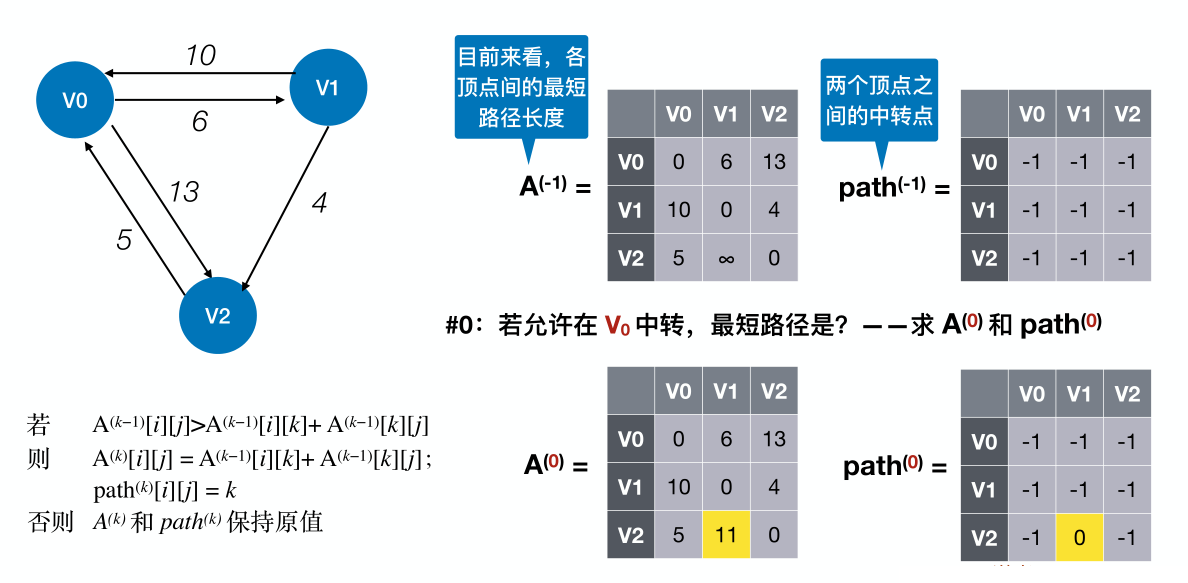 V0
V1
V2
10
6
13
5
4
目前来看，各
顶点间的最短
路径长度
A(-1) =
V0 V1 V2
V0 0 6 13
V1 10 0 4
V2 5 ∞ 0
两个顶点之
间的中转点
path(-1) =
V0 V1 V2
V0 -1 -1 -1
V1 -1 -1 -1
V2 -1 -1 -1
#0：若允许在 V0 中转，最短路径是？——求 A(0) 和 path(0)
若 A(k−1)[i][j]>A(k−1)[i][k]+ A(k−1)[k][j]
则 A(k)[i][j] = A(k−1)[i][k]+ A(k−1)[k][j]；
path(k)[i][j] = k
否则 A(k) 和 path(k) 保持原值
A(0) =
V0 V1 V2
V0 0 6 13
V1 10 0 4
V2 5 11 0
path(0) =
V0 V1 V2
V0 -1 -1 -1
V1 -1 -1 -1
V2 -1 0 -1